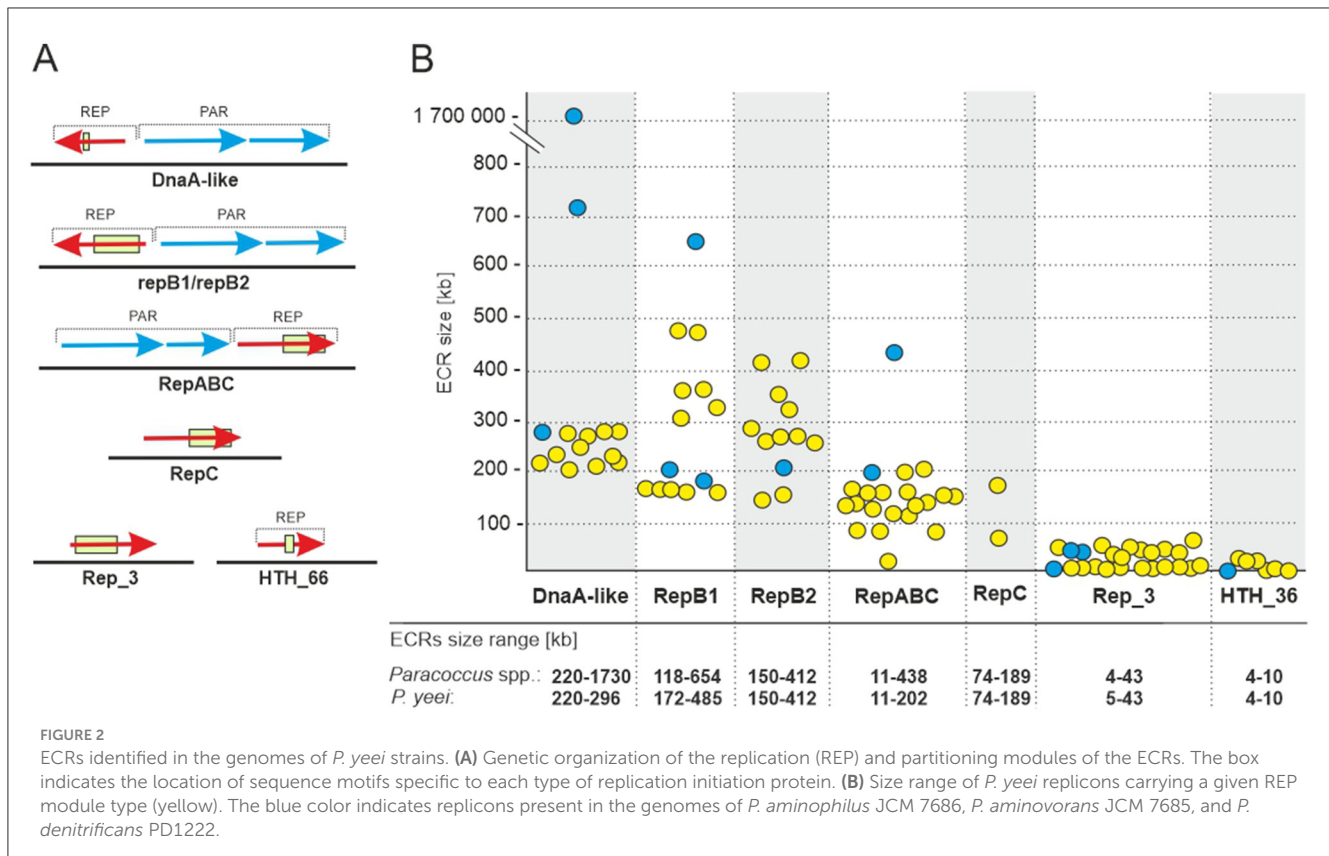 A
REP PAR
DnaA-like
REP PAR
repB1/repB2
PAR REP
RepABC
RepC
REP
Rep_3 HTH_66
B
ECR size [kb]
1 700 000 -
800 -
700 -
600 -
500 -
400 -
300 -
200 -
100 -
DnaA-like RepB1 RepB2 RepABC RepC Rep_3 HTH_36
ECRs size range [kb]
Paracoccus spp.: 220-1730 118-654 150-412 11-438 74-189 4-43 4-10
P. yeei: 220-296 172-485 150-412 11-202 74-189 5-43 4-10
FIGURE 2
ECRs identified in the genomes of P. yeei strains. (A) Genetic organization of the replication (REP) and partitioning modules of the ECRs. The box
indicates the location of sequence motifs specific to each type of replication initiation protein. (B) Size range of P. yeei replicons carrying a given REP
module type (yellow). The blue color indicates replicons present in the genomes of P. aminophilus JCM 7686, P. aminovorans JCM 7685, and P.
denitrificans PD1222.